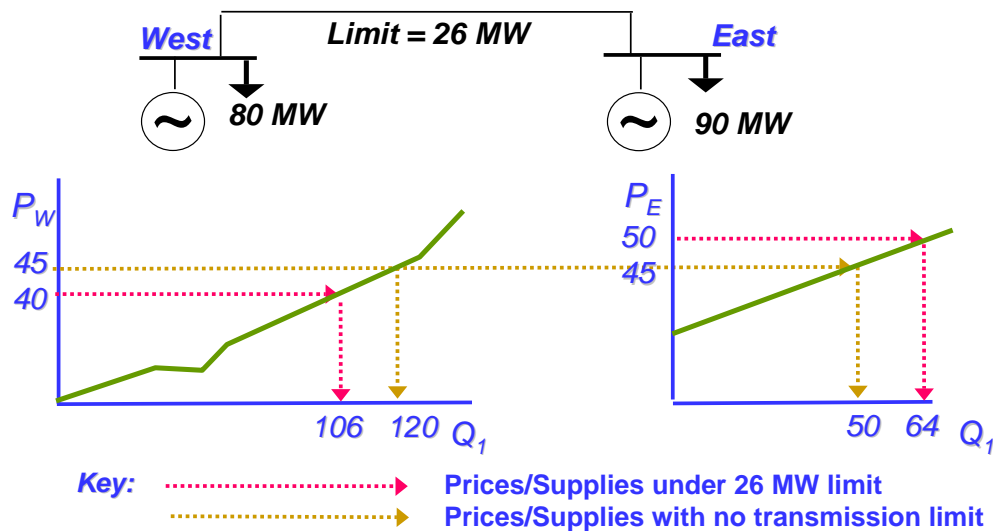 West
Limit = 26 MW
East
80 MW
90 MW
P_W
45
40
106 120 Q_1
P_E
50
45
50 64 Q_1
Key:
Prices/Supplies under 26 MW limit
Prices/Supplies with no transmission limit